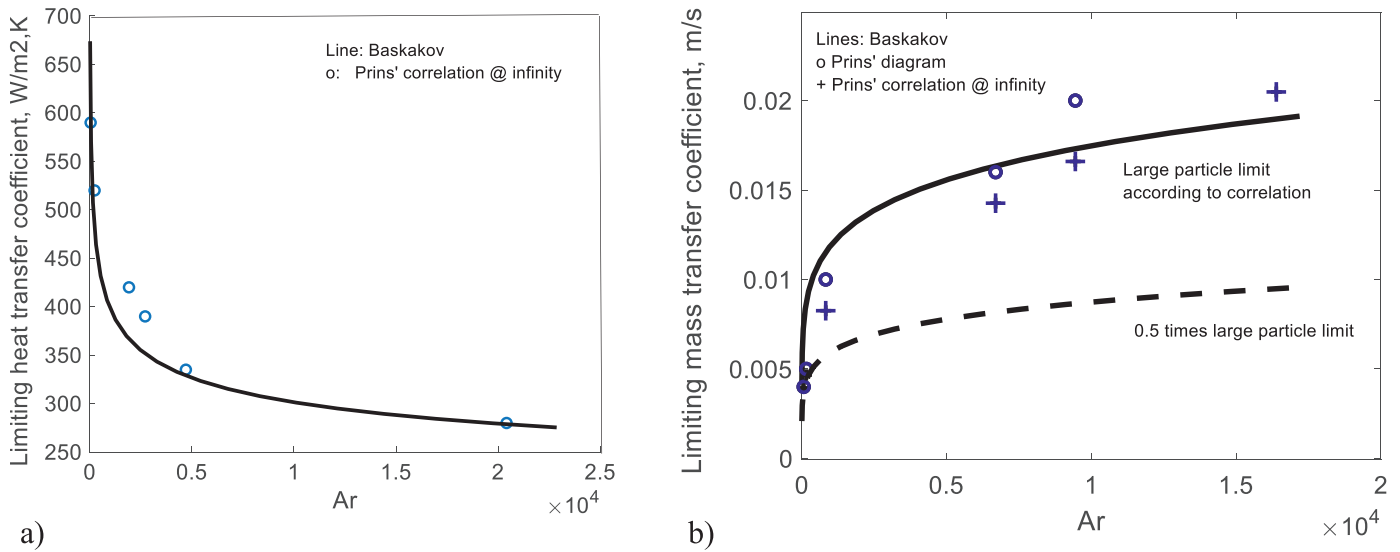 Limiting heat transfer coefficient, W/m2,K
700
650
600
550
500
450
400
350
300
250
Line: Baskakov
o: Prins' correlation @ infinity
0
0.5
1
1.5
2
2.5
Ar
×10^4
a)
Limiting mass transfer coefficient, m/s
0.02
0.015
0.01
0.005
0
Lines: Baskakov
o Prins' diagram
+ Prins' correlation @ infinity
Large particle limit
according to correlation
0.5 times large particle limit
0
0.5
1
1.5
2
Ar
×10^4
b)